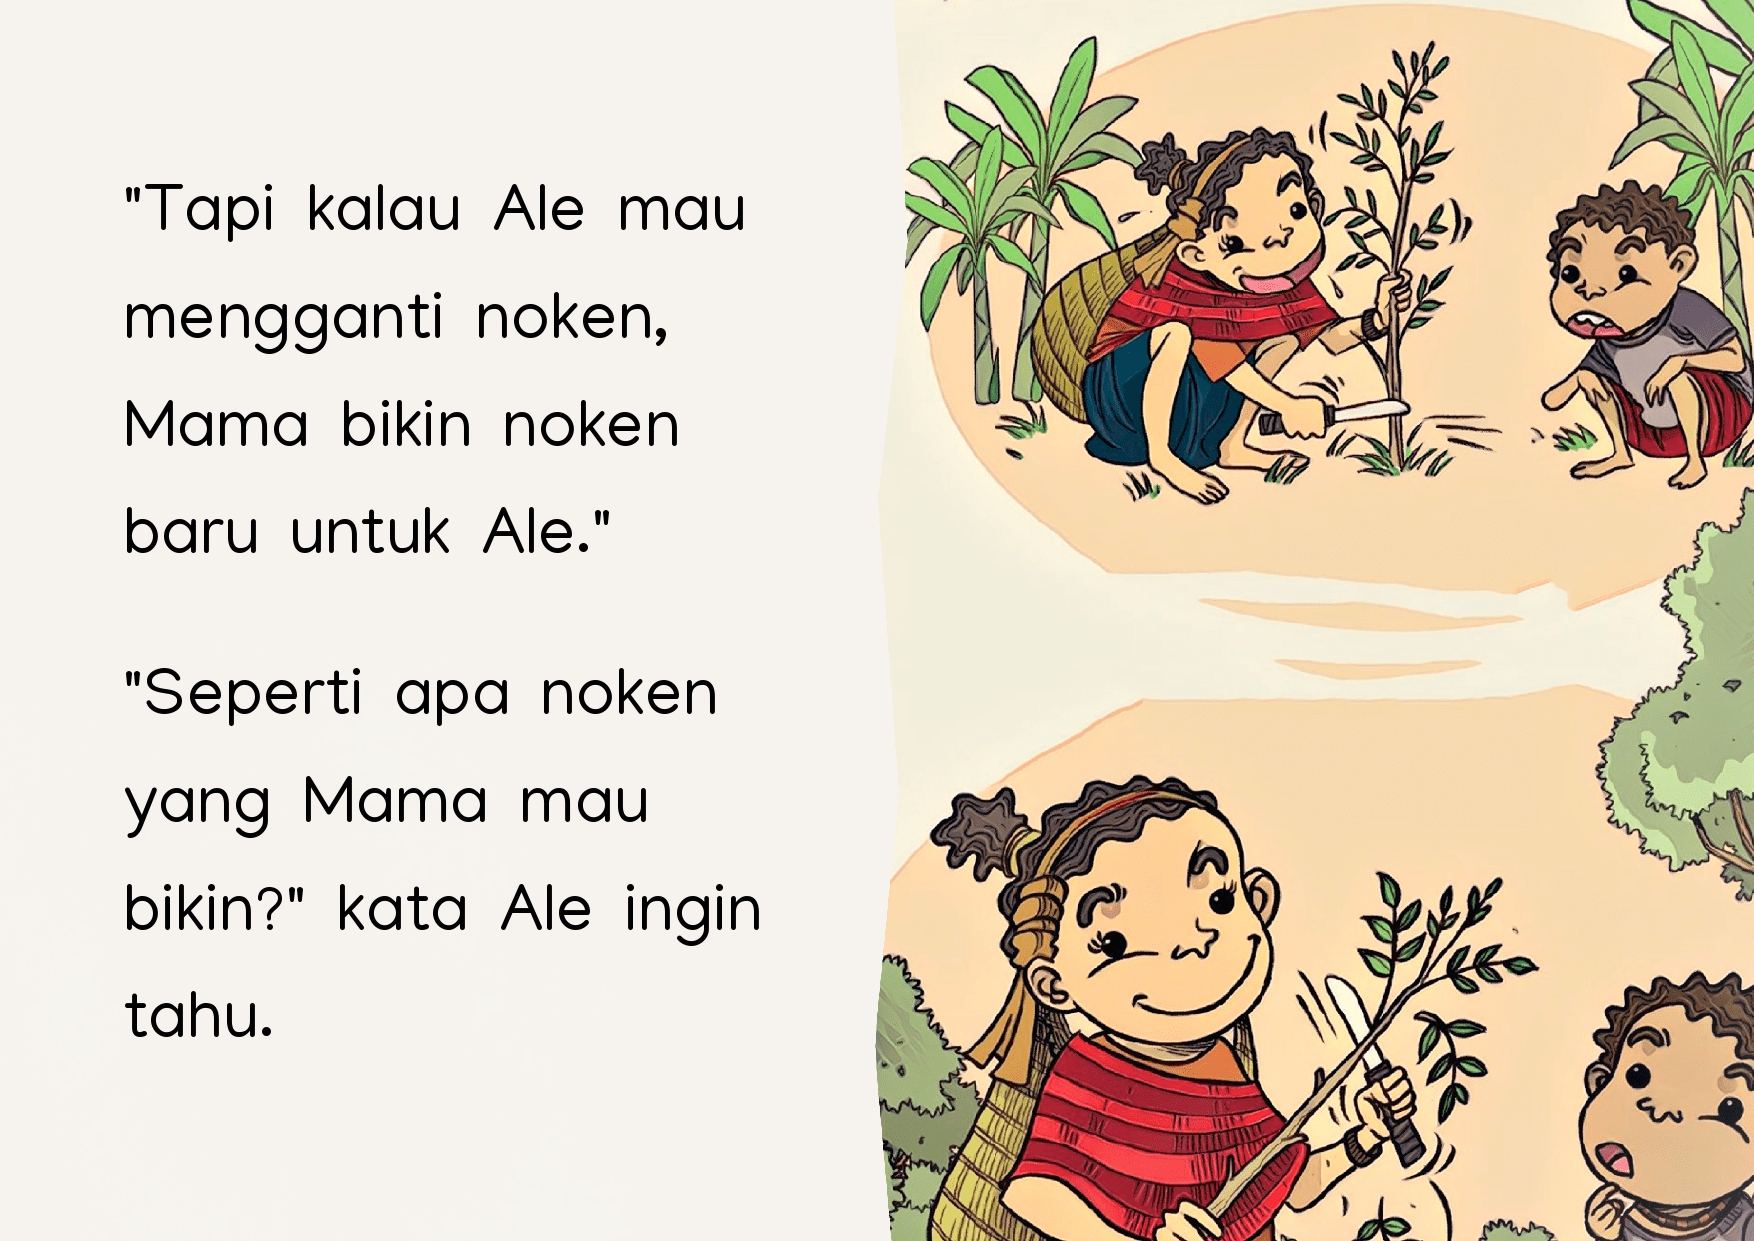 "Tapi kalau Ale mau
mengganti noken,
Mama bikin noken
baru untuk Ale."
"Seperti apa noken
yang Mama mau
bikin?" kata Ale ingin
tahu.